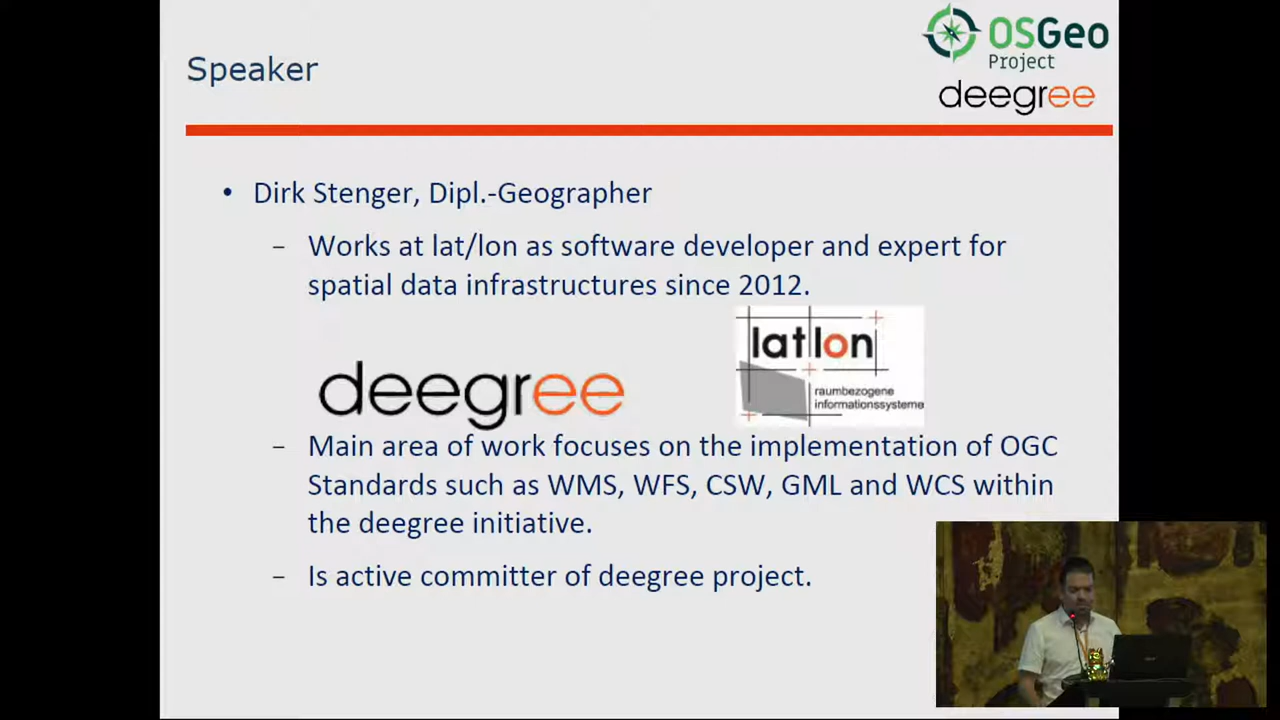 OSGeo
Project
deegree
Speaker
• Dirk Stenger, Dipl.-Geographer
– Works at lat/lon as software developer and expert for
spatial data infrastructures since 2012.
deegree
latlon
raumbezogene
informationssysteme
– Main area of work focuses on the implementation of OGC
Standards such as WMS, WFS, CSW, GML and WCS within
the deegree initiative.
– Is active committer of deegree project.